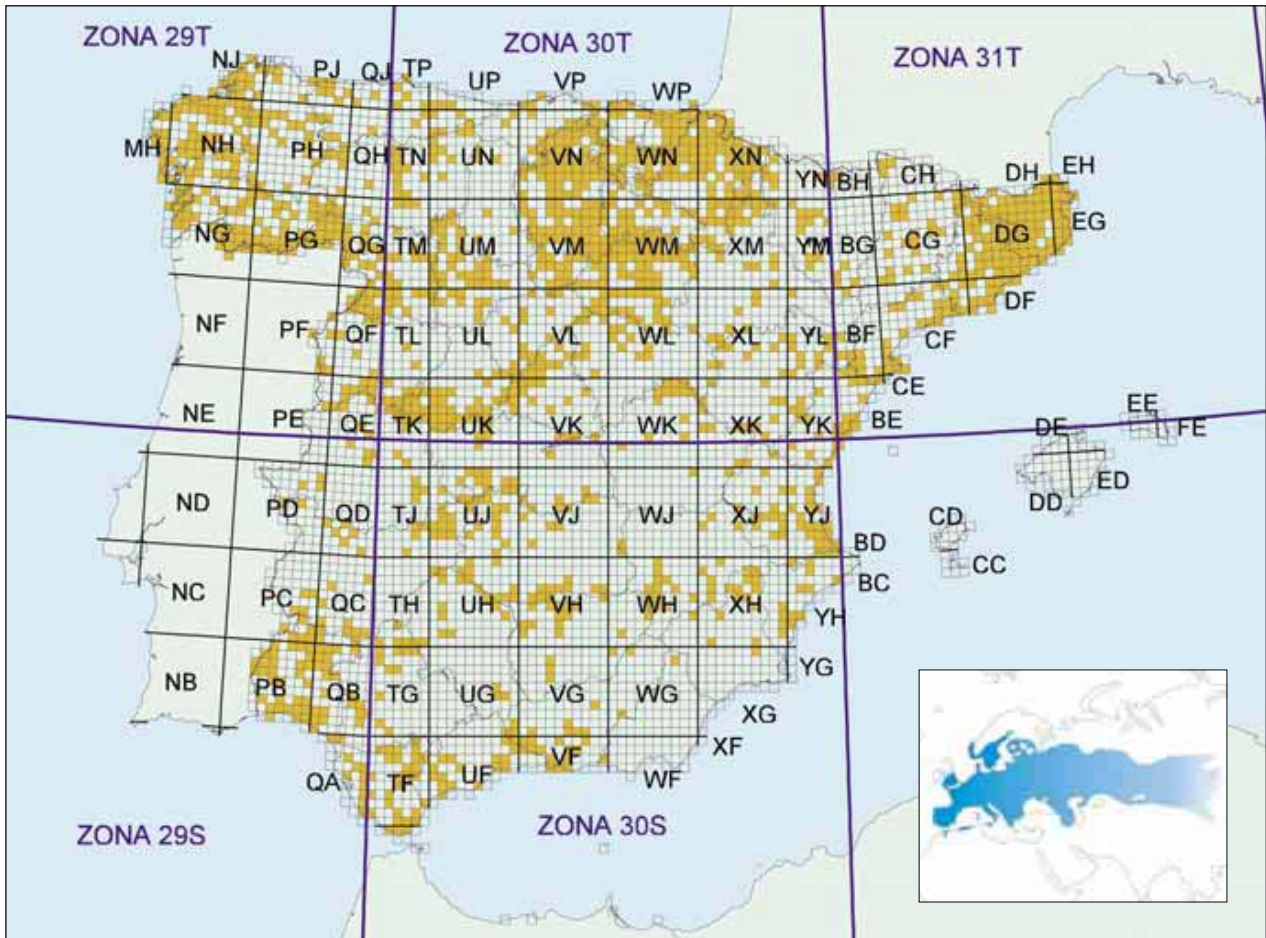 ZONA 29T
ZONA 30T
ZONA 31T
NJ
PJ
QJ
TP
UP
VP
WP
MH
NH
PH
QH
TN
UN
VN
WN
XN
YN
BH
CH
DH
EH
NG
PG
QG
TM
UM
VM
WM
XM
YM
BG
CG
DG
EG
NF
PF
QF
TL
UL
VL
WL
XL
YL
BF
CF
DF
NE
PE
QE
TK
UK
VK
WK
XK
YK
BE
CE
DE
EE
FE
ND
PD
QD
TJ
UJ
VJ
WJ
XJ
YJ
BD
CD
DD
ED
NC
PC
QC
TH
UH
VH
WH
XH
YH
BC
CC
NB
PB
QB
TG
UG
VG
WG
XG
YG
QA
TF
UF
VF
WF
XF
ZONA 29S
ZONA 30S